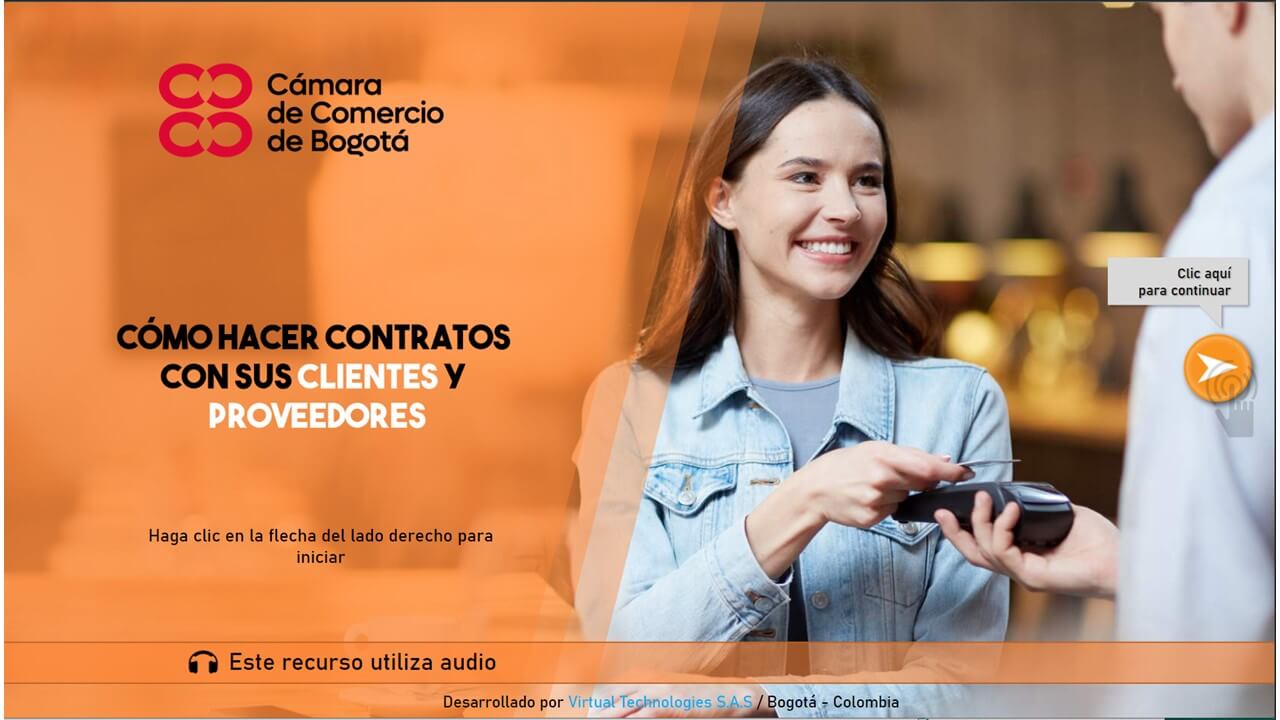 Cámara
de Comercio
de Bogotá
CÓMO HACER CONTRATOS
CON SUS CLIENTES Y
PROVEEDORES
Haga clic en la flecha del lado derecho para
iniciar
Clic aquí
para continuar
Este recurso utiliza audio
Desarrollado por Virtual Technologies S.A.S / Bogotá - Colombia